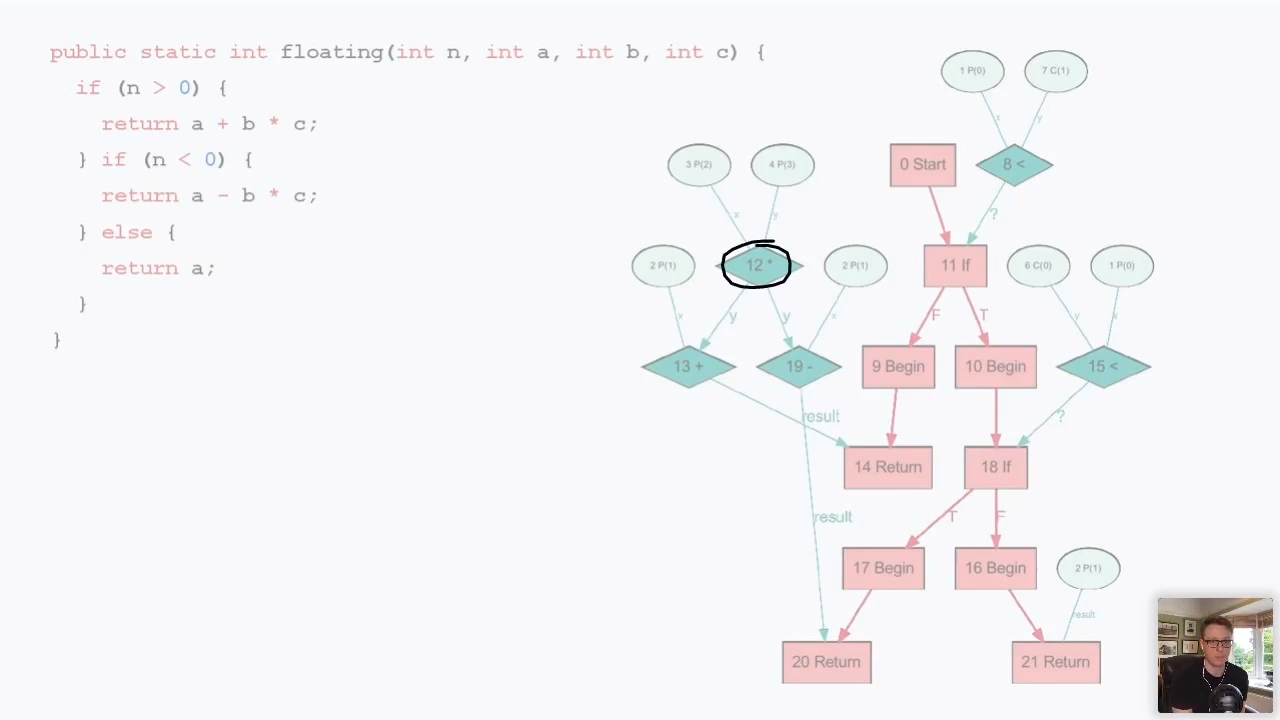 public static int floating(int n, int a, int b, int c) {
if (n > 0) {
return a + b * c;
} if (n < 0) {
return a - b * c;
} else {
return a;
}
}
1 P(0)
7 C(1)
x
y
3 P(2)
4 P(3)
0 Start
8 <
x
y
?
2 P(1)
12 *
2 P(1)
11 If
6 C(0)
1 P(0)
x
y
y
x
F
T
y
x
13 +
19 -
9 Begin
10 Begin
15 <
result
?
14 Return
18 If
result
T
F
17 Begin
16 Begin
2 P(1)
result
20 Return
21 Return